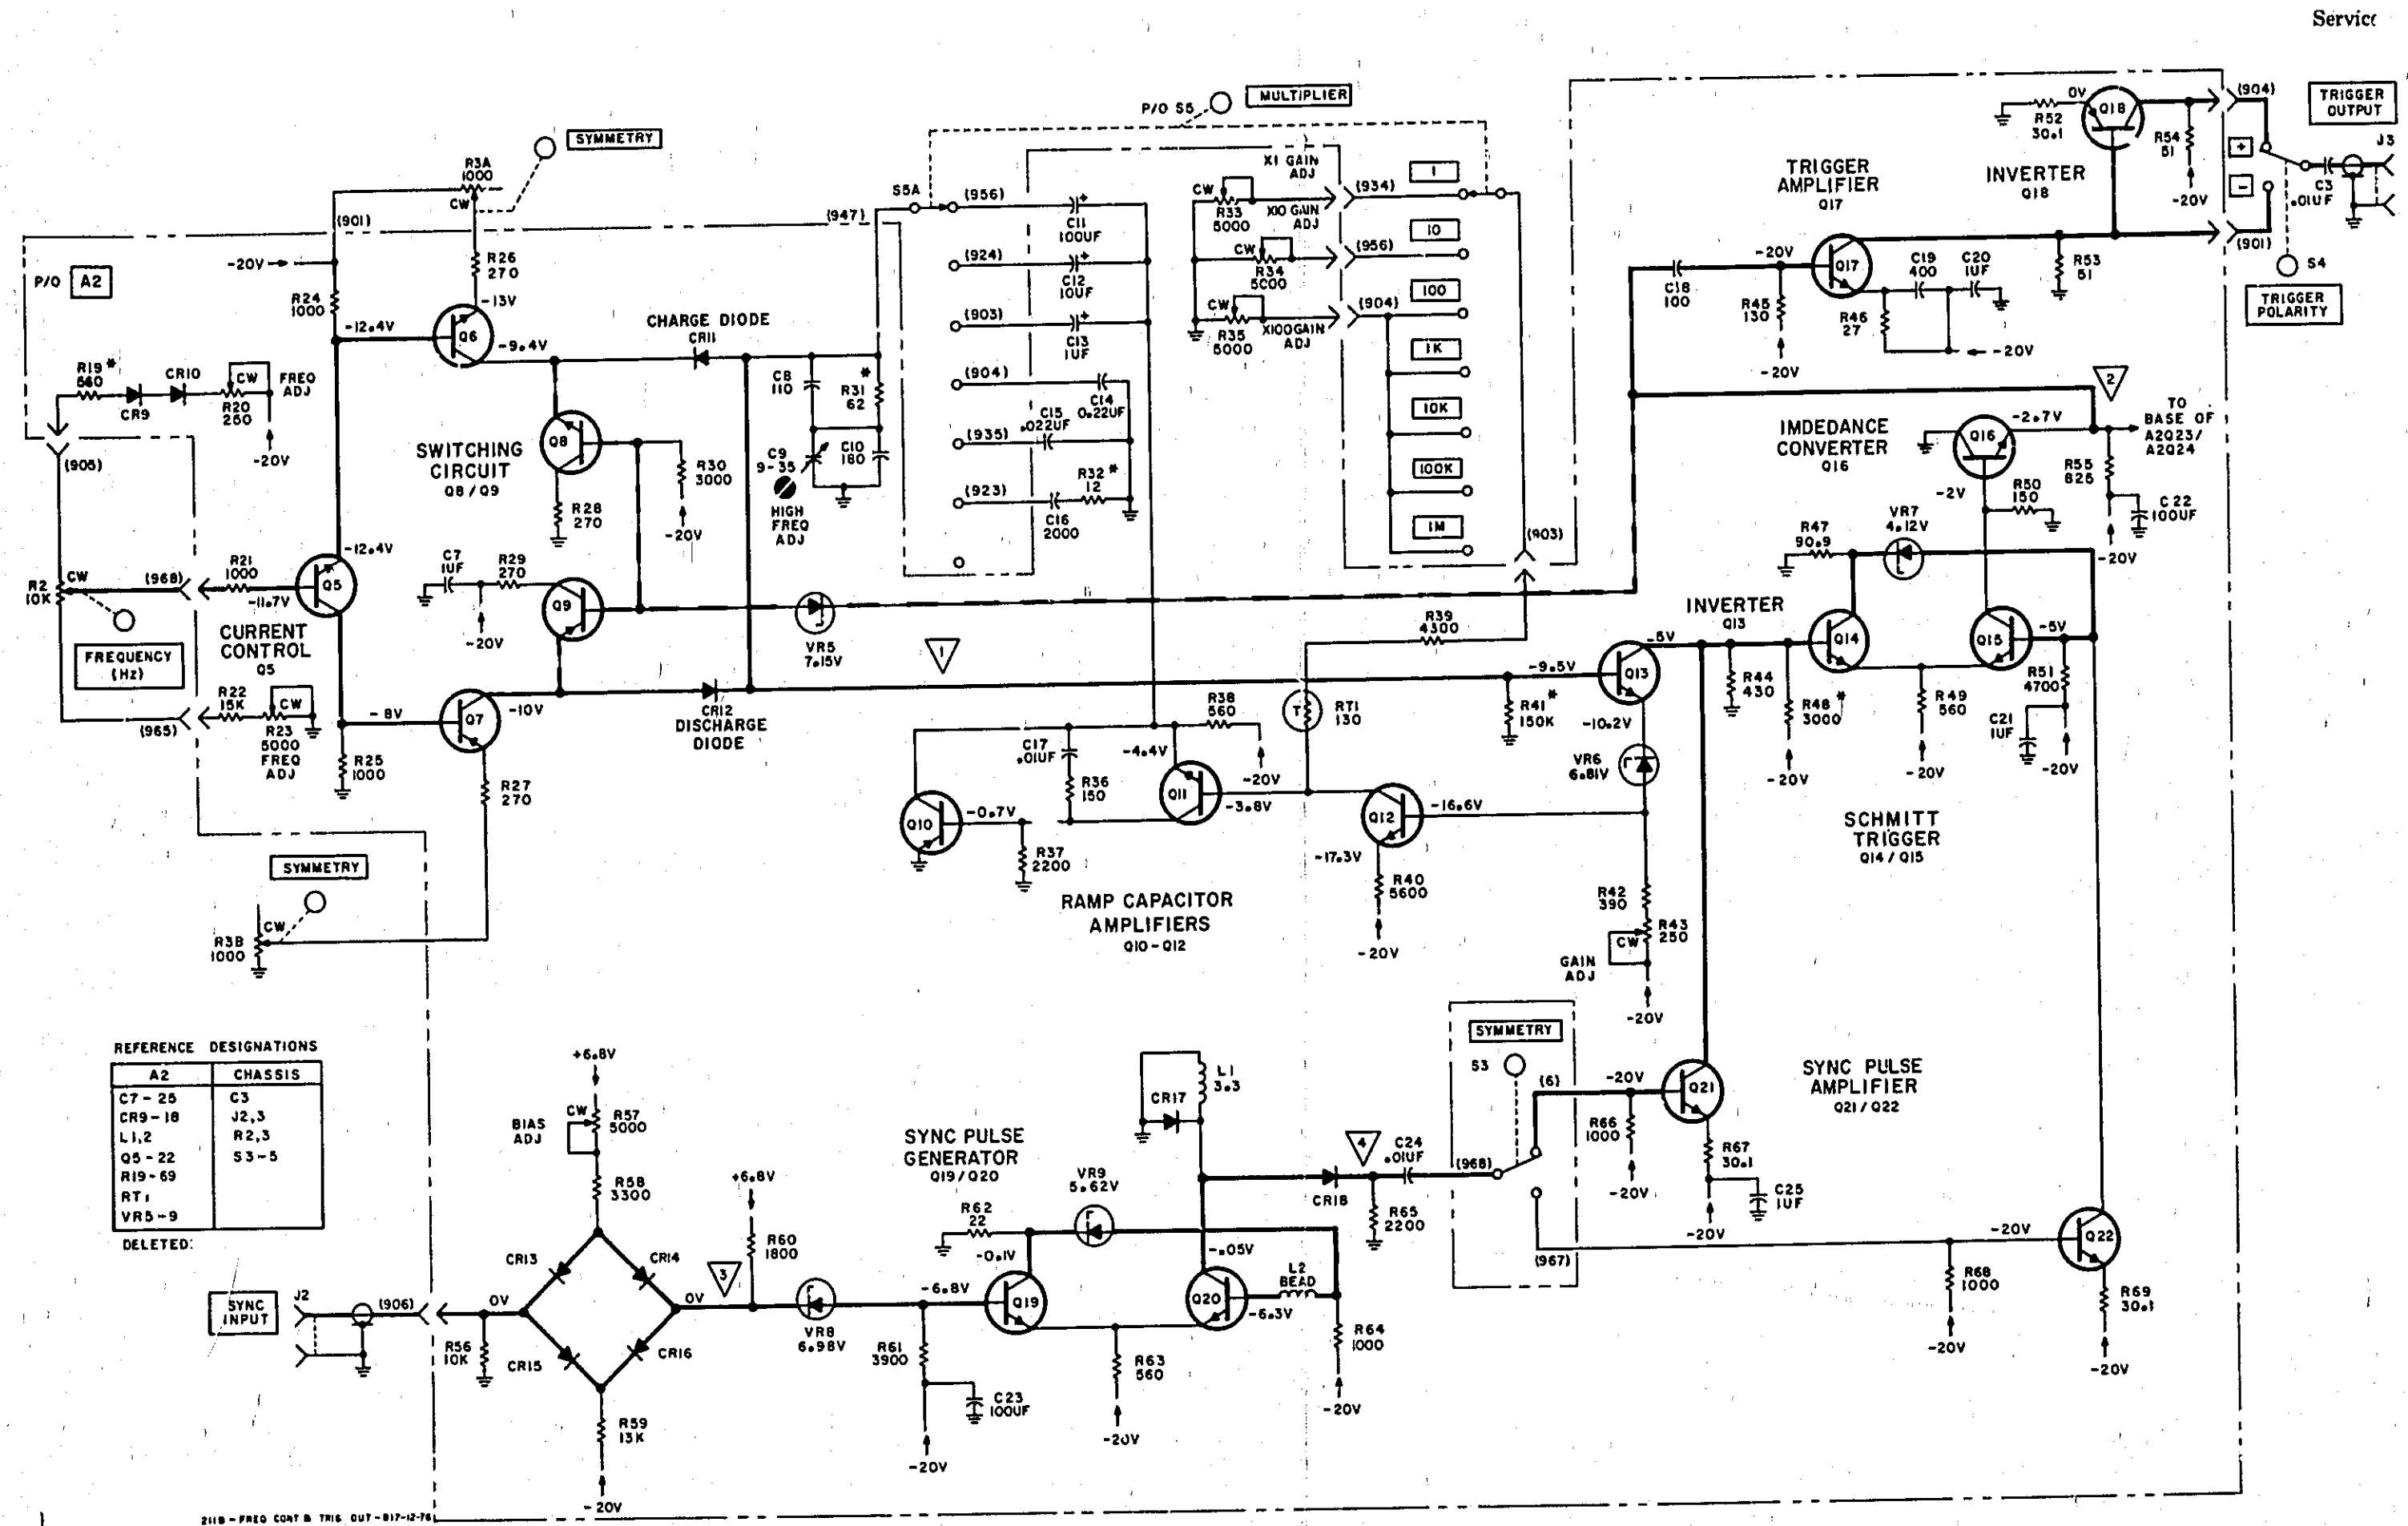 Service
P/O S5
MULTIPLIER
SYMMETRY
R3A
1000
CW
(901)
(947)
-20V
R26
270
-13V
P/O A2
R24
1000
-12.4V
Q6
-9.4V
CHARGE DIODE
CR11
R19*
560
CR9
CR10
CW
R20
250
FREQ
ADJ
-20V
(905)
SWITCHING
CIRCUIT
Q8/Q9
Q8
R28
270
R30
3000
-20V
C8
110
R31*
62
C9
9-35
C10
180
HIGH
FREQ
ADJ
S5A
(956)
C11
100UF
(924)
C12
10UF
(903)
C13
1UF
(904)
C14
0.22UF
(935)
C15
.022UF
(923)
C16
2000
R32*
12
X1 GAIN
ADJ
CW
R33
5000
(934)
X10 GAIN
ADJ
CW
R34
5000
(956)
CW
R35
5000
X100GAIN
ADJ
(904)
1
10
100
1K
10K
100K
1M
(903)
TRIGGER
AMPLIFIER
Q17
C18
100
-20V
R45
130
-20V
Q17
R46
27
C19
400
C20
1UF
-20V
0V
R52
30.1
Q18
INVERTER
Q18
R54
51
-20V
R53
51
(904)
+
-
(901)
TRIGGER
OUTPUT
J3
C3
.01UF
S4
TRIGGER
POLARITY
2
TO
BASE OF
A2Q23/
A2Q24
IMDEDANCE
CONVERTER
Q16
Q16
-2.7V
-2V
R50
150
R55
825
-20V
C22
100UF
VR7
4.12V
R47
90.9
INVERTER
Q13
Q14
Q15
-5V
R51
4700
C21
1UF
-20V
R49
560
-20V
R48*
3000
-20V
R44
430
-5V
Q13
-9.5V
-10.2V
R41*
150K
VR6
6.81V
SCHMITT
TRIGGER
Q14/Q15
R2
10K
CW
(968)
R21
1000
-11.7V
Q5
-12.4V
FREQUENCY
(Hz)
CURRENT
CONTROL
Q5
R22
15K
CW
R23
5000
FREQ
ADJ
(965)
-8V
R25
1000
Q7
-10V
R27
270
C7
1UF
R29
270
-20V
Q9
VR5
7.15V
CR12
DISCHARGE
DIODE
1
R39
4300
RT1
130
R38
560
-20V
C17
.01UF
R36
150
-4.4V
Q11
-3.8V
Q10
-0.7V
R37
2200
Q12
-16.6V
-17.3V
R40
5600
-20V
RAMP CAPACITOR
AMPLIFIERS
Q10-Q12
R42
390
CW
R43
250
GAIN
ADJ
-20V
SYMMETRY
R3B
1000
CW
REFERENCE DESIGNATIONS
A2 CHASSIS
C7-25 C3
CR9-18 J2,3
L1,2 R2,3
Q5-22 S3-5
R19-69
RT1
VR5-9
DELETED:
+6.8V
BIAS
ADJ
CW
R57
5000
R58
3300
CR13
CR14
CR15
CR16
R59
13K
-20V
SYNC
INPUT
J2
(906)
0V
R56
10K
0V
3
+6.8V
R60
1800
VR8
6.98V
-6.8V
R61
3900
C23
100UF
-20V
SYNC PULSE
GENERATOR
Q19/Q20
R62
22
VR9
5.62V
-0.1V
Q19
R63
560
-20V
-.05V
Q20
-6.3V
L2
BEAD
R64
1000
-20V
CR17
L1
3.3
CR18
4
C24
.01UF
R65
2200
(968)
SYMMETRY
S3
(6)
(967)
-20V
R66
1000
-20V
Q21
R67
30.1
C25
1UF
-20V
SYNC PULSE
AMPLIFIER
Q21/Q22
-20V
R68
1000
-20V
Q22
R69
30.1
-20V
211B-FREQ CONT & TRIG OUT-B17-12-76